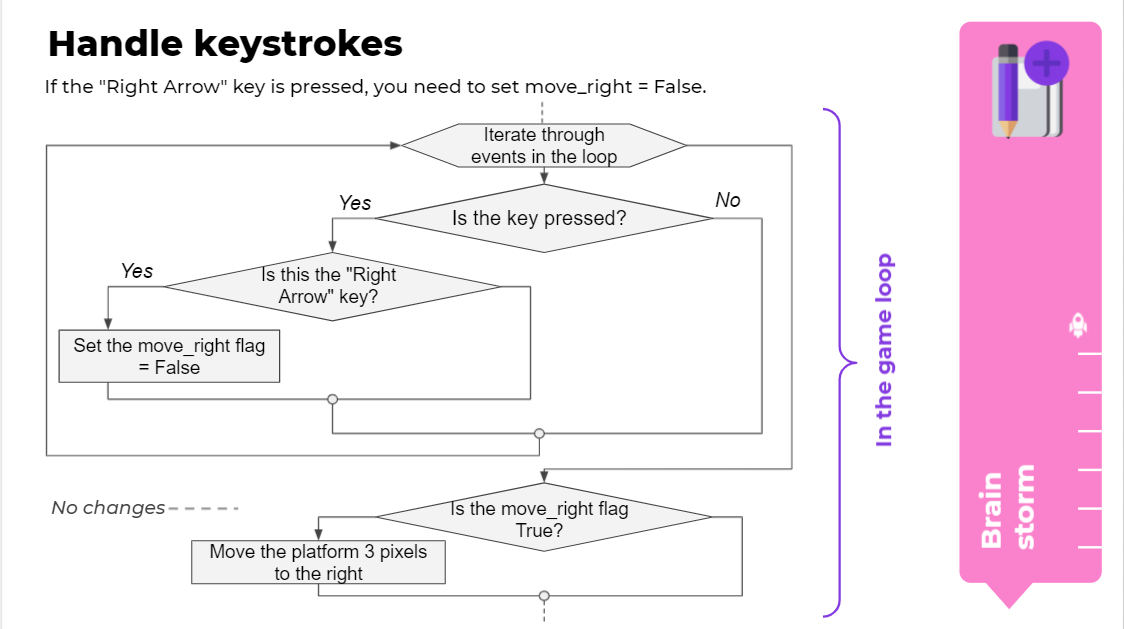 Handle keystrokes
If the "Right Arrow" key is pressed, you need to set move_right = False.
Iterate through
events in the loop
Yes
No
Is the key pressed?
Yes
Is this the "Right
Arrow" key?
Set the move_right flag
= False
No changes
Is the move_right flag
True?
Move the platform 3 pixels
to the right
In the game loop
Brain
storm